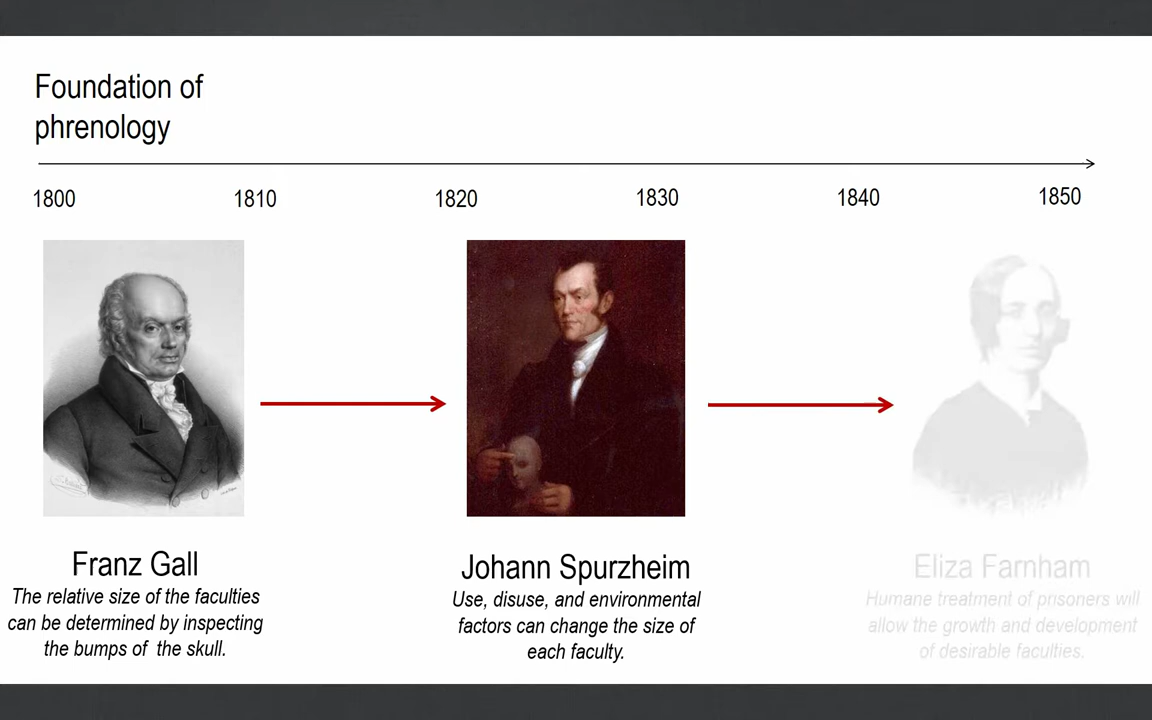 Foundation of
phrenology
1800 1810 1820 1830 1840 1850
Franz Gall
The relative size of the faculties
can be determined by inspecting
the bumps of the skull.
Johann Spurzheim
Use, disuse, and environmental
factors can change the size of
each faculty.
Eliza Farnham
Humane treatment of prisoners will
allow the growth and development
of desirable faculties.